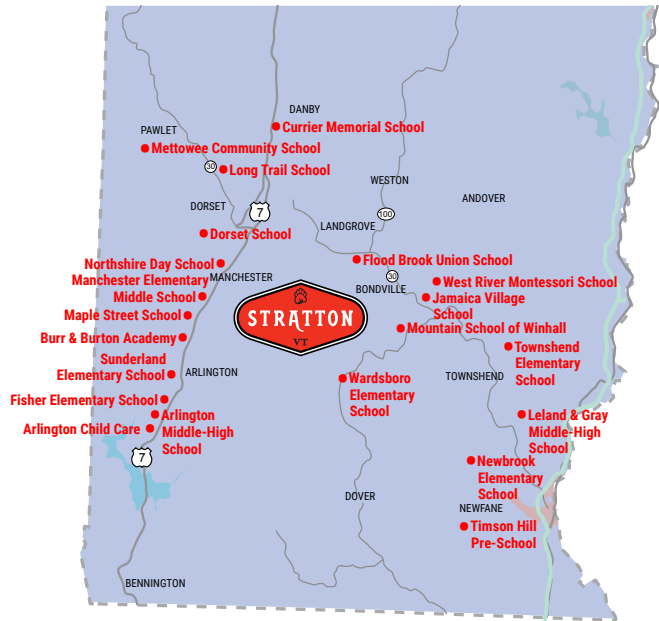 DANBY
Currier Memorial School
PAWLET
Mettowee Community School
30
Long Trail School
WESTON
ANDOVER
DORSET
7
100
LANDGROVE
Dorset School
Flood Brook Union School
Northshire Day School
MANCHESTER
30
BONDVILLE
West River Montessori School
Manchester Elementary
Middle School
Jamaica Village
School
STRATTON
VT
Maple Street School
Mountain School of Winhall
Burr & Burton Academy
Townshend
Elementary
School
Sunderland
Elementary School
ARLINGTON
Wardsboro
Elementary
School
TOWNSHEND
Fisher Elementary School
Arlington
Middle-High
School
Arlington Child Care
Leland & Gray
Middle-High
School
7
Newbrook
Elementary
School
DOVER
NEWFANE
Timson Hill
Pre-School
BENNINGTON